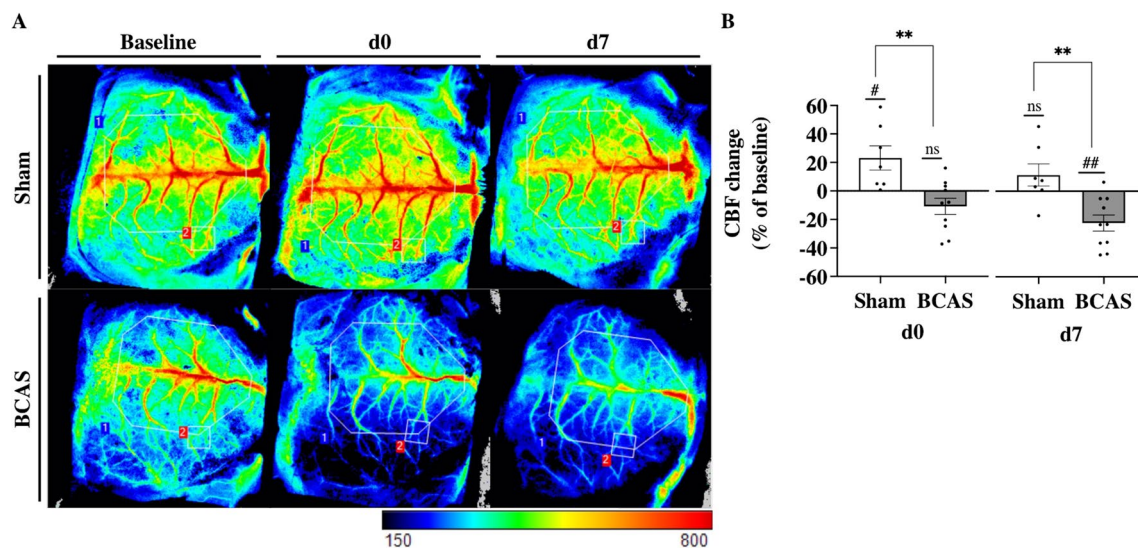 A
Baseline d0 d7
Sham
1
2
1
2
1
2
BCAS
1
2
1
2
1
2
150 800
B
** **
# ns
ns ##
CBF change
(% of baseline)
60
40
20
0
-20
-40
-60
Sham BCAS Sham BCAS
d0 d7